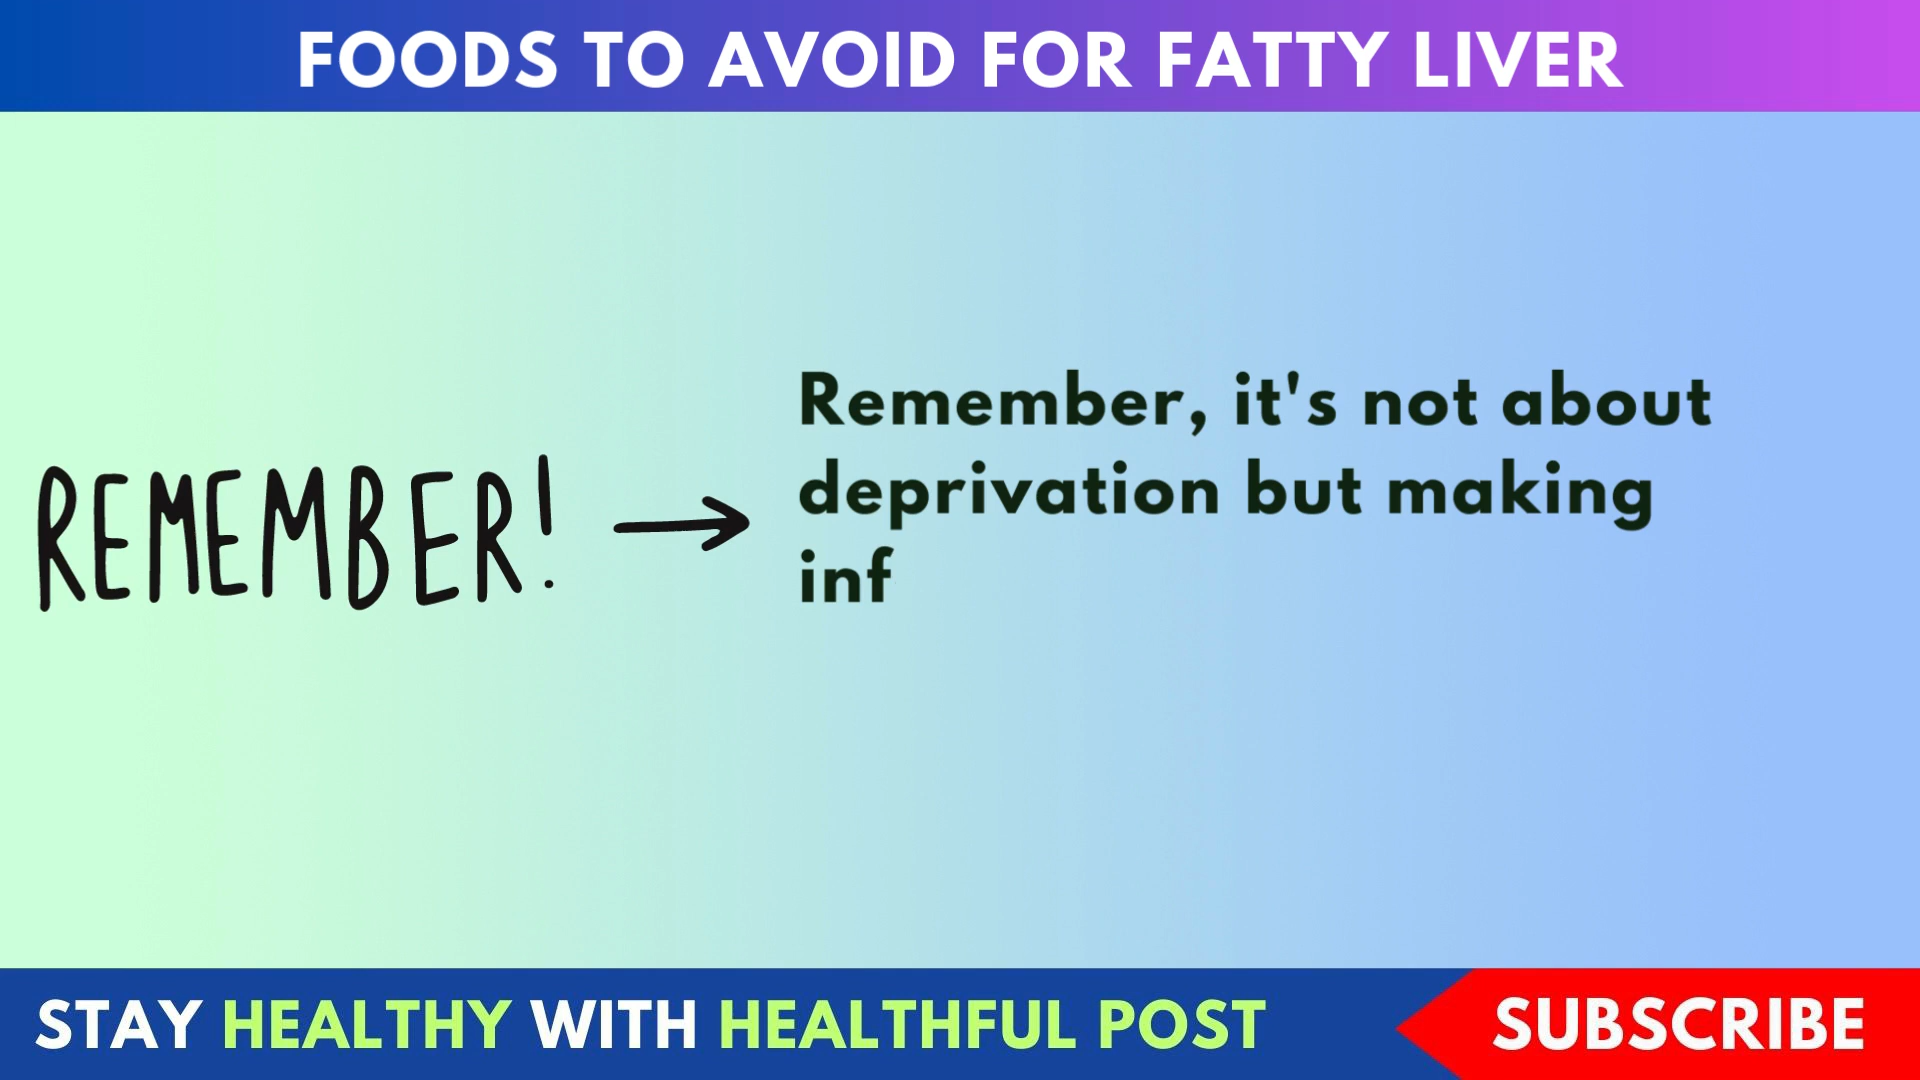 FOODS TO AVOID FOR FATTY LIVER
REMEMBER!
Remember, it's not about
deprivation but making
inf
STAY HEALTHY WITH HEALTHFUL POST
SUBSCRIBE